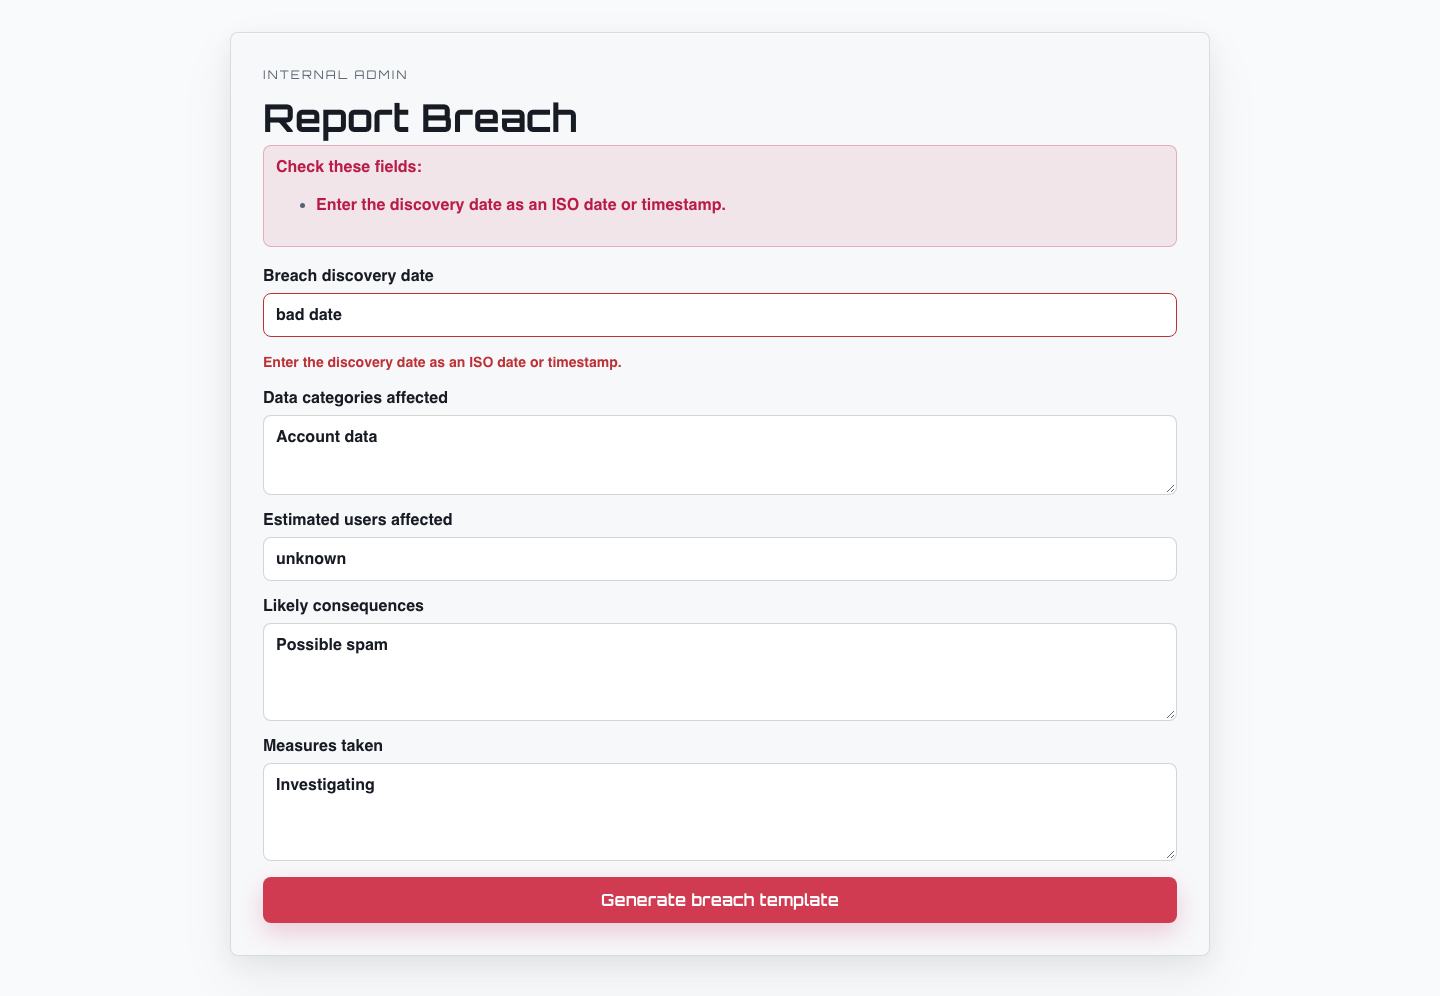 INTERNAL ADMIN
Report Breach
Check these fields:
Enter the discovery date as an ISO date or timestamp.
Breach discovery date
bad date
Enter the discovery date as an ISO date or timestamp.
Data categories affected
Account data
Estimated users affected
unknown
Likely consequences
Possible spam
Measures taken
Investigating
Generate breach template